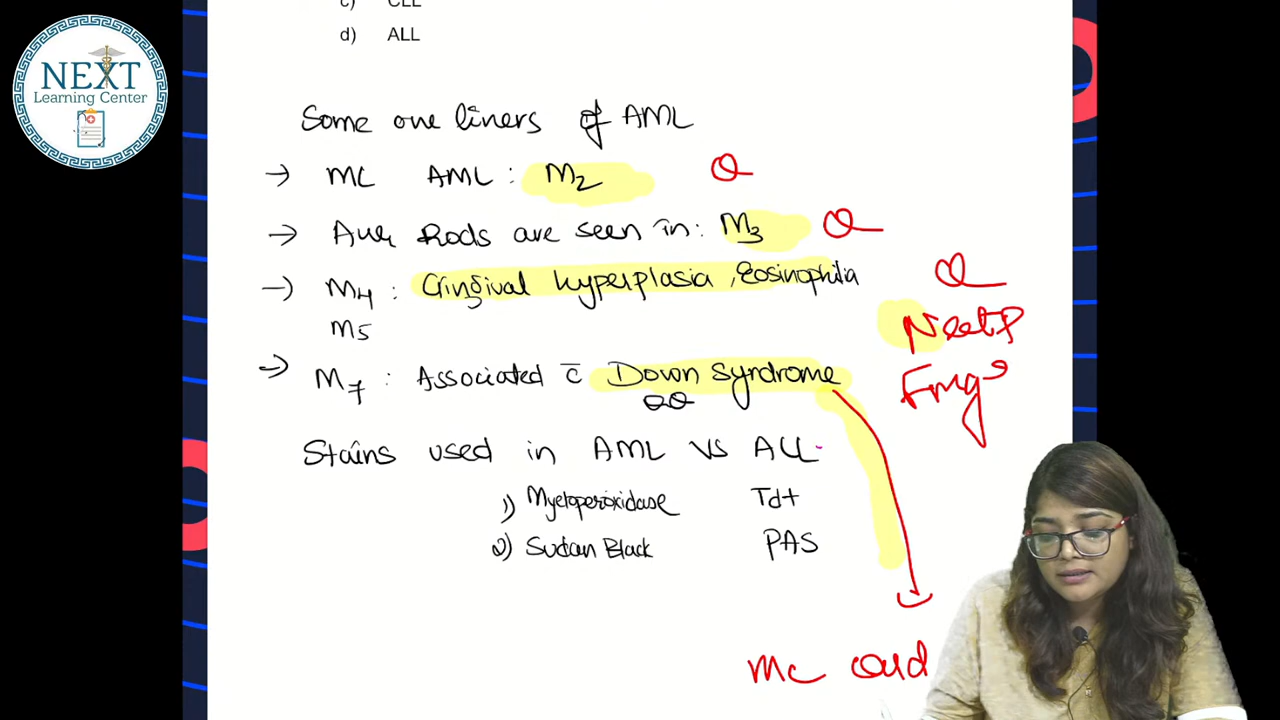 NEXT
Learning Center
c) CLL
d) ALL
Some one liners of AML
→ MC AML : M2 Q
→ Auer Rods are seen in : M3 Q
→ M4 : Gingival hyperplasia , Eosinophilia Q
M5 Neet P
→ M7 : Associated c̄ Down Syndrome Fmge
Stains used in AML vs ALL
1) Myeloperoxidase Tdt
2) Sudan Black PAS
MC